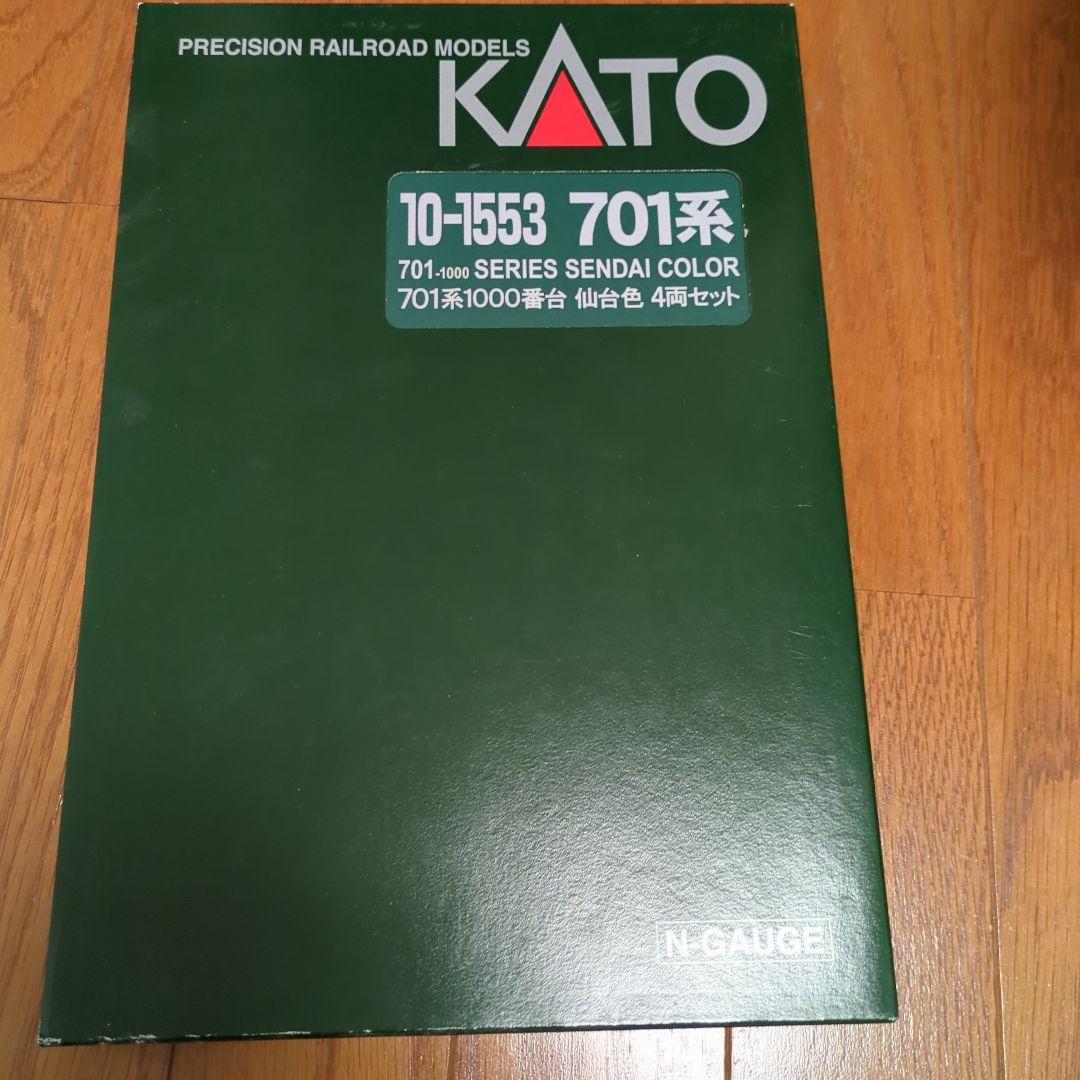 PRECISION RAILROAD MODELS
KATO
10-1553 701系
701-1000 SERIES SENDAI COLOR
701系1000番台 仙台色 4両セット
N-GAUGE